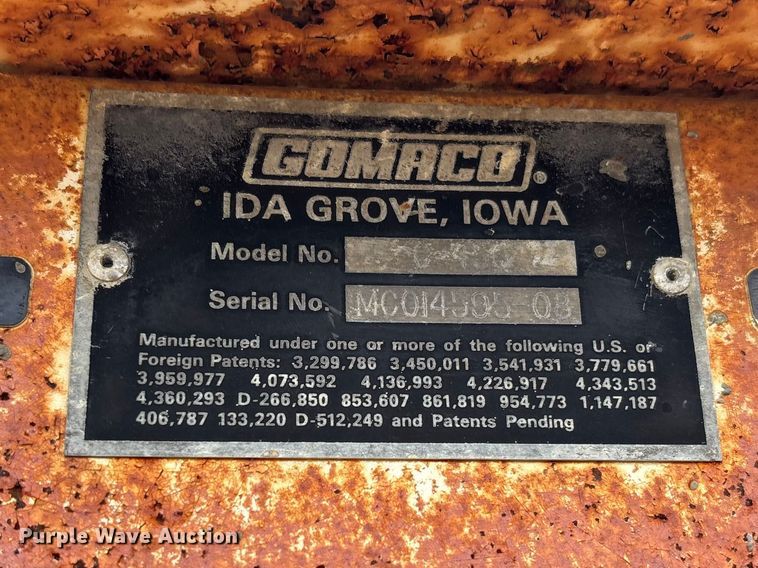 GOMACO ®
IDA GROVE, IOWA
Model No.
Serial No.
Manufactured under one or more of the following U.S. or
Foreign Patents: 3,299,786 3,450,011 3,541,931 3,779,661
3,959,977 4,073,592 4,136,993 4,226,917 4,343,513
4,360,293 D-266,850 853,607 861,819 954,773 1,147,187
406,787 133,220 D-512,249 and Patents Pending
Purple Wave Auction